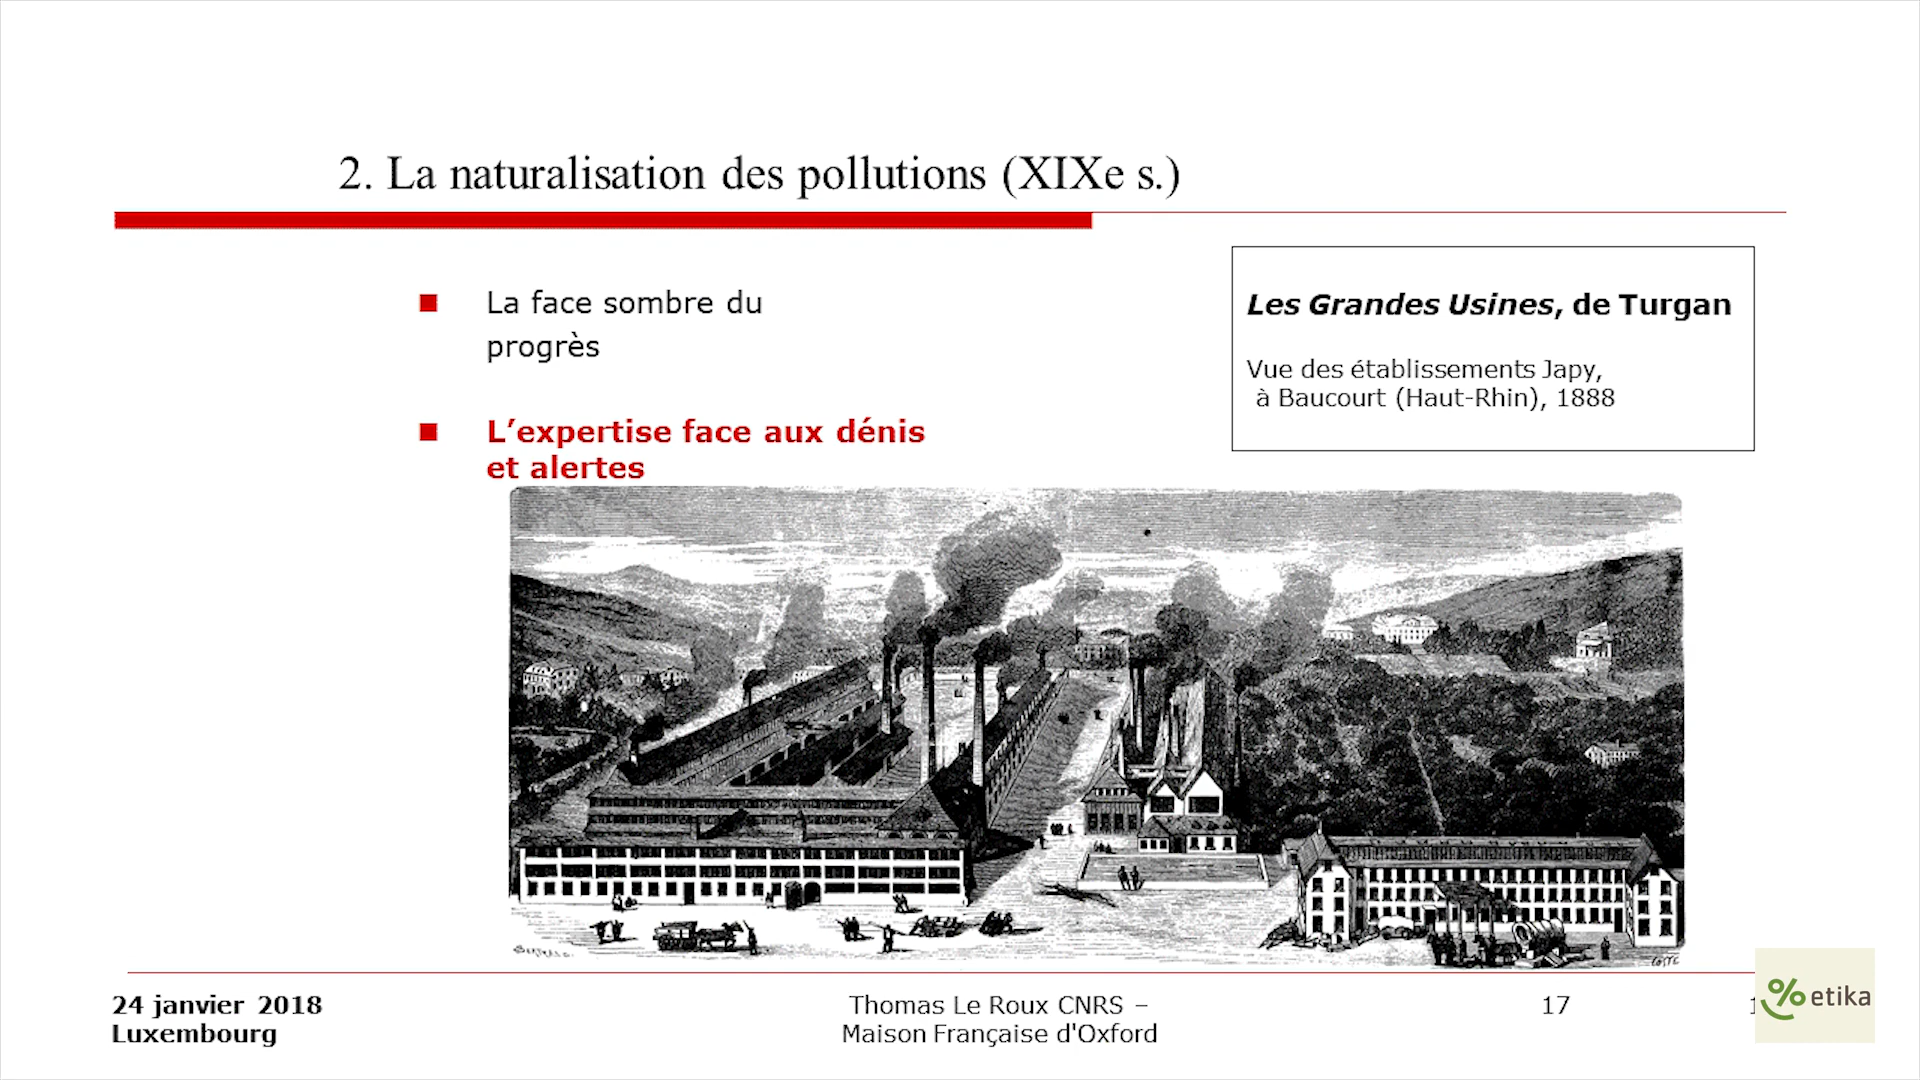 2. La naturalisation des pollutions (XIXe s.)
La face sombre du
progrès
L’expertise face aux dénis
et alertes
Les Grandes Usines, de Turgan
Vue des établissements Japy,
à Baucourt (Haut-Rhin), 1888
24 janvier 2018
Luxembourg
Thomas Le Roux CNRS –
Maison Française d'Oxford
17
% etika